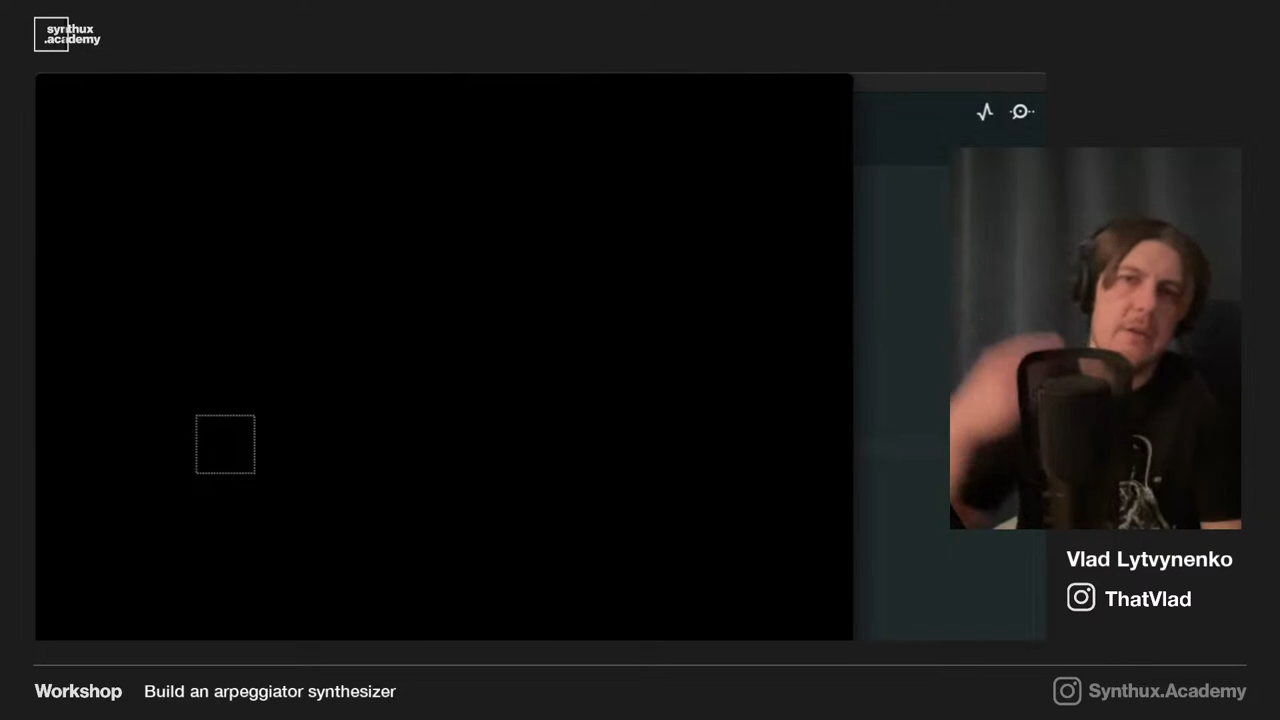 synthux
.academy
Vlad Lytvynenko
ThatVlad
Workshop Build an arpeggiator synthesizer
Synthux.Academy